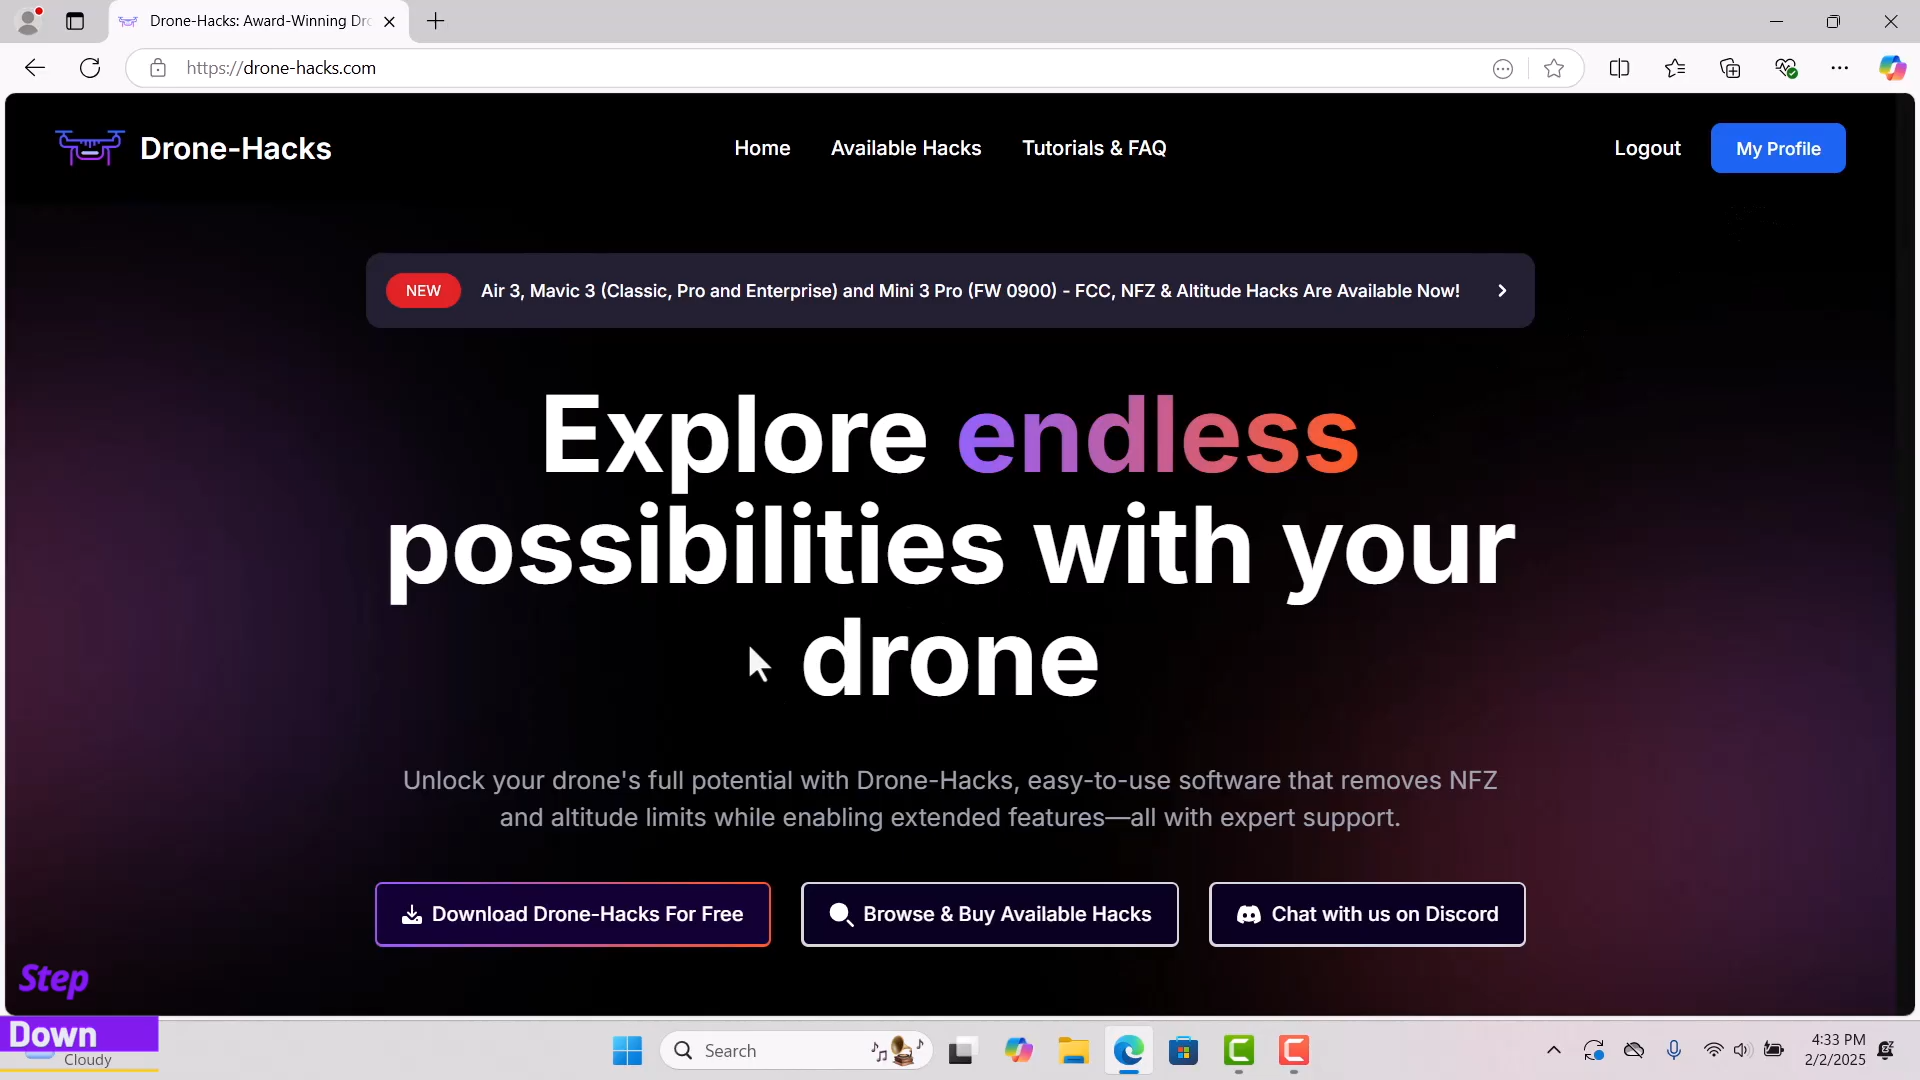 Drone-Hacks: Award-Winning Dr
https://drone-hacks.com
Drone-Hacks
Home
Available Hacks
Tutorials & FAQ
Logout
My Profile
NEW
Air 3, Mavic 3 (Classic, Pro and Enterprise) and Mini 3 Pro (FW 0900) - FCC, NFZ & Altitude Hacks Are Available Now!
Explore endless
possibilities with your
drone
Unlock your drone's full potential with Drone-Hacks, easy-to-use software that removes NFZ
and altitude limits while enabling extended features—all with expert support.
Download Drone-Hacks For Free
Browse & Buy Available Hacks
Chat with us on Discord
Step
Down
Cloudy
Search
4:33 PM
2/2/2025